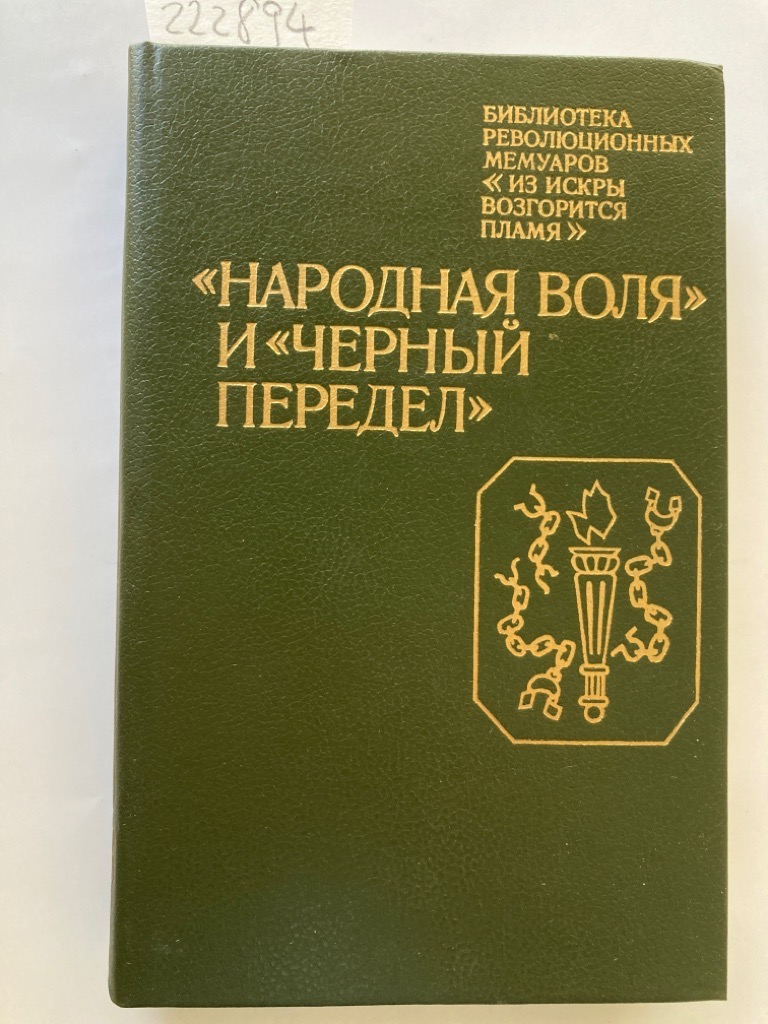 222894
БИБЛИОТЕКА
РЕВОЛЮЦИОННЫХ
МЕМУАРОВ
«ИЗ ИСКРЫ
ВОЗГОРИТСЯ
ПЛАМЯ»
«НАРОДНАЯ ВОЛЯ»
И «ЧЕРНЫЙ
ПЕРЕДЕЛ»